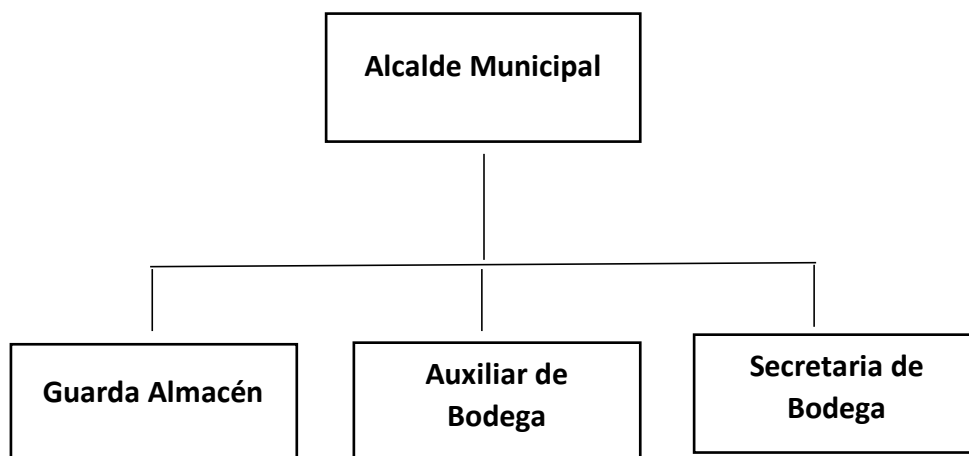 Alcalde Municipal
Guarda Almacén
Auxiliar de
Bodega
Secretaria de
Bodega